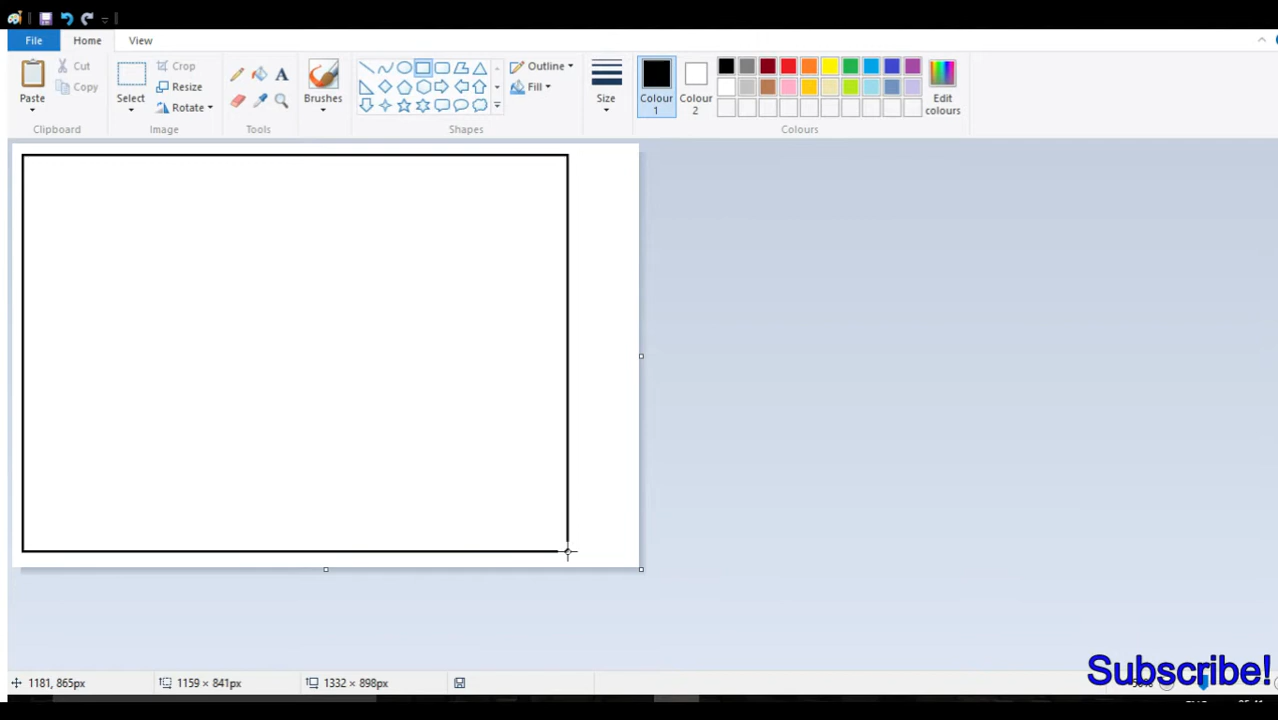 File Home View
Cut
Copy
Paste
Clipboard
Crop
Resize
Rotate
Select
Image
Tools
Brushes
Outline
Fill
Shapes
Size
Colour 1
Colour 2
Edit colours
Colours
1181, 865px 1159 × 841px 1332 × 898px
Subscribe!